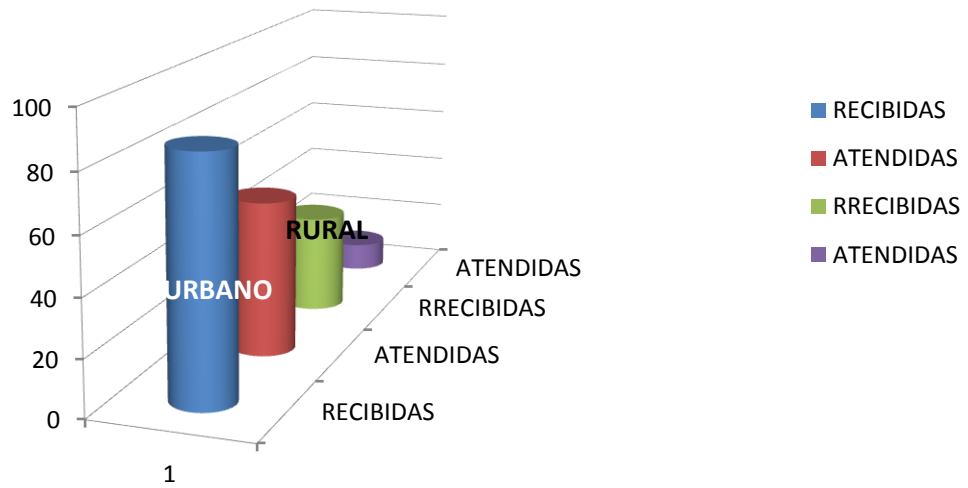 100
80
60
40
20
0
1
URBANO
RURAL
ATENDIDAS
RRECIBIDAS
ATENDIDAS
RECIBIDAS
RECIBIDAS
ATENDIDAS
RRECIBIDAS
ATENDIDAS